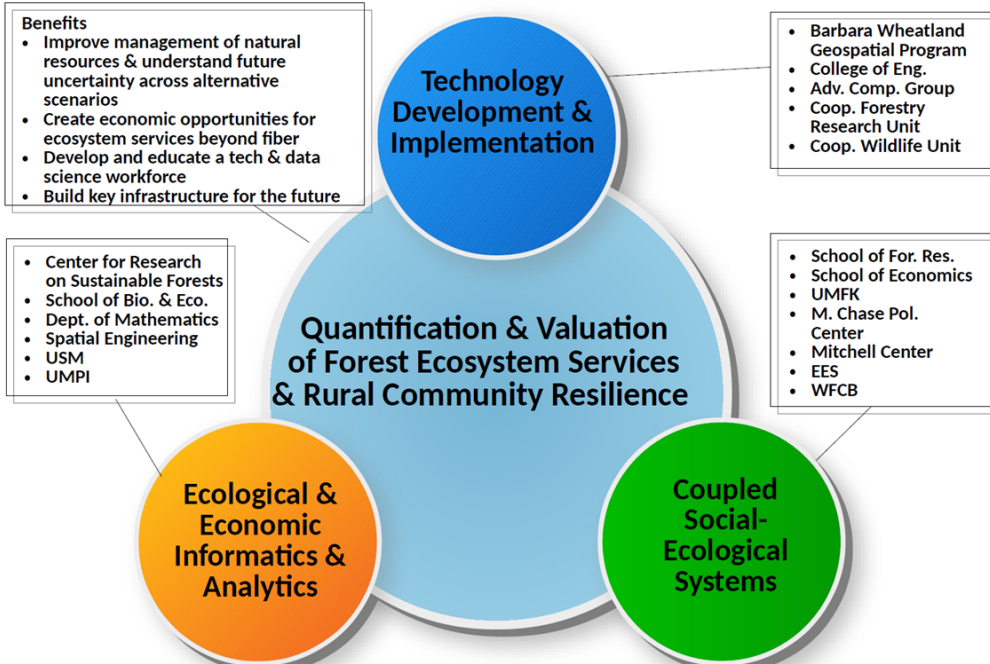 Benefits
• Improve management of natural
resources & understand future
uncertainty across alternative
scenarios
• Create economic opportunities for
ecosystem services beyond fiber
• Develop and educate a tech & data
science workforce
• Build key infrastructure for the future
Technology
Development &
Implementation
• Barbara Wheatland
Geospatial Program
• College of Eng.
• Adv. Comp. Group
• Coop. Forestry
Research Unit
• Coop. Wildlife Unit
• Center for Research
on Sustainable Forests
• School of Bio. & Eco.
• Dept. of Mathematics
• Spatial Engineering
• USM
• UMPI
Quantification & Valuation
of Forest Ecosystem Services
& Rural Community Resilience
• School of For. Res.
• School of Economics
• UMFK
• M. Chase Pol.
Center
• Mitchell Center
• EES
• WFCB
Ecological &
Economic
Informatics &
Analytics
Coupled
Social-
Ecological
Systems